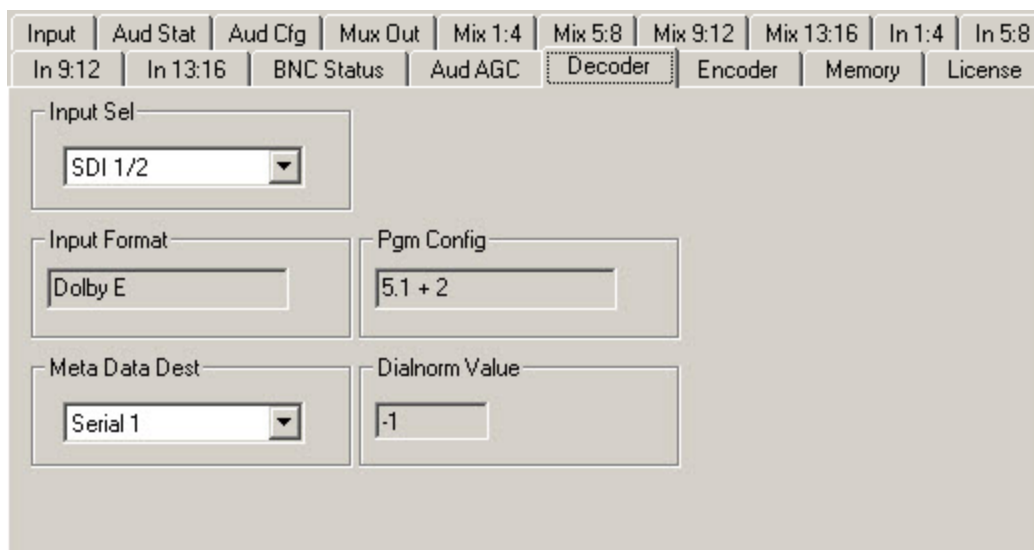 Input Aud Stat Aud Cfg Mux Out Mix 1:4 Mix 5:8 Mix 9:12 Mix 13:16 In 1:4 In 5:8
In 9:12 In 13:16 BNC Status Aud AGC Decoder Encoder Memory License
Input Sel
SDI 1/2
Input Format Pgm Config
Dolby E 5.1 + 2
Meta Data Dest Dialnorm Value
Serial 1 -1